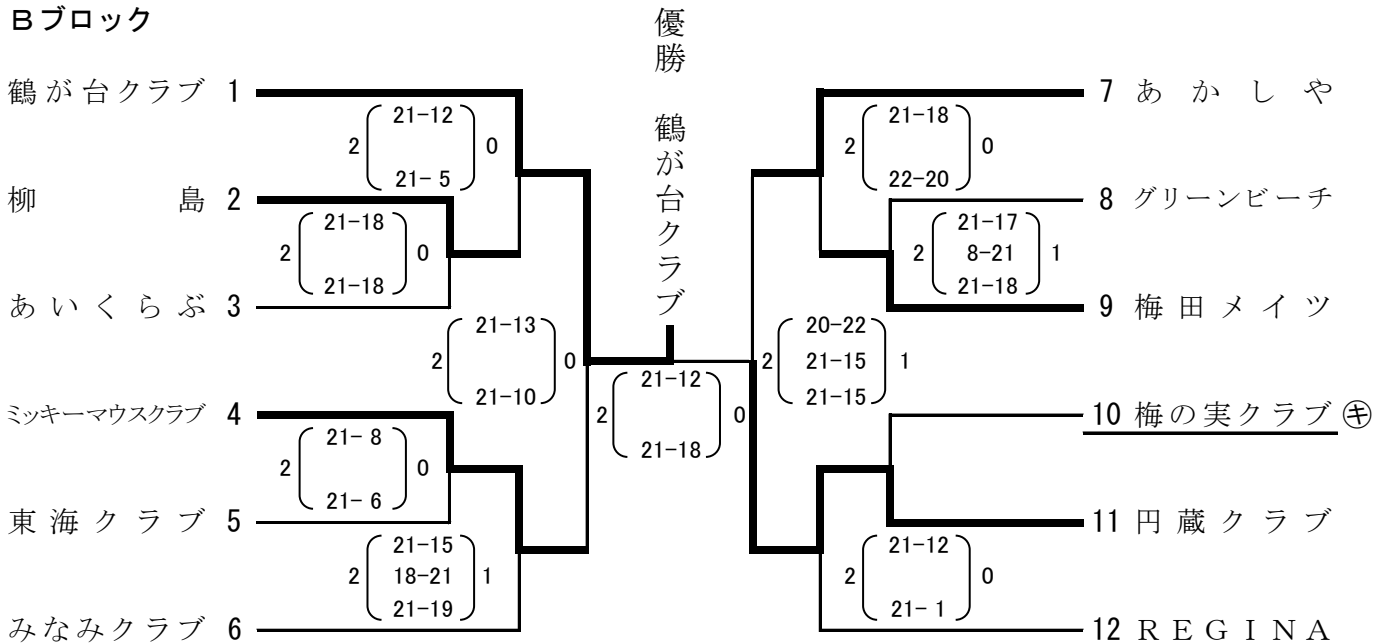 Bブロック
優勝 鶴が台クラブ
鶴が台クラブ 1
21-12
2 0
21- 5
柳島 2
21-18
2 0
21-18
あいくらぶ 3
21-13
2 0
21-10
ミッキーマウスクラブ 4
21- 8
2 0
21- 6
東海クラブ 5
21-15
2 18-21 1
21-19
みなみクラブ 6
21-12
2 0
21-18
7 あかしや
21-18
2 0
22-20
8 グリーンビーチ
21-17
2 8-21 1
21-18
9 梅田メイツ
20-22
2 21-15 1
21-15
10 梅の実クラブ ㋖
11 円蔵クラブ
21-12
2 0
21- 1
12 REGINA